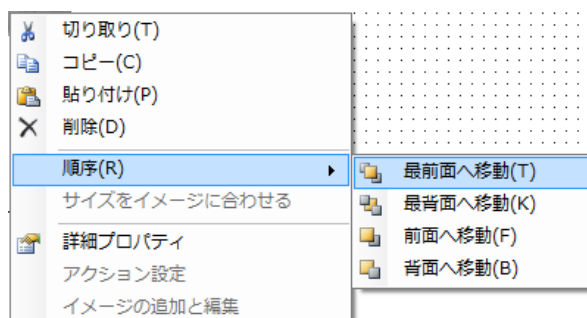 切り取り(T)
コピー(C)
貼り付け(P)
削除(D)
順序(R)
最前面へ移動(T)
サイズをイメージに合わせる
最背面へ移動(K)
詳細プロパティ
前面へ移動(F)
アクション設定
背面へ移動(B)
イメージの追加と編集